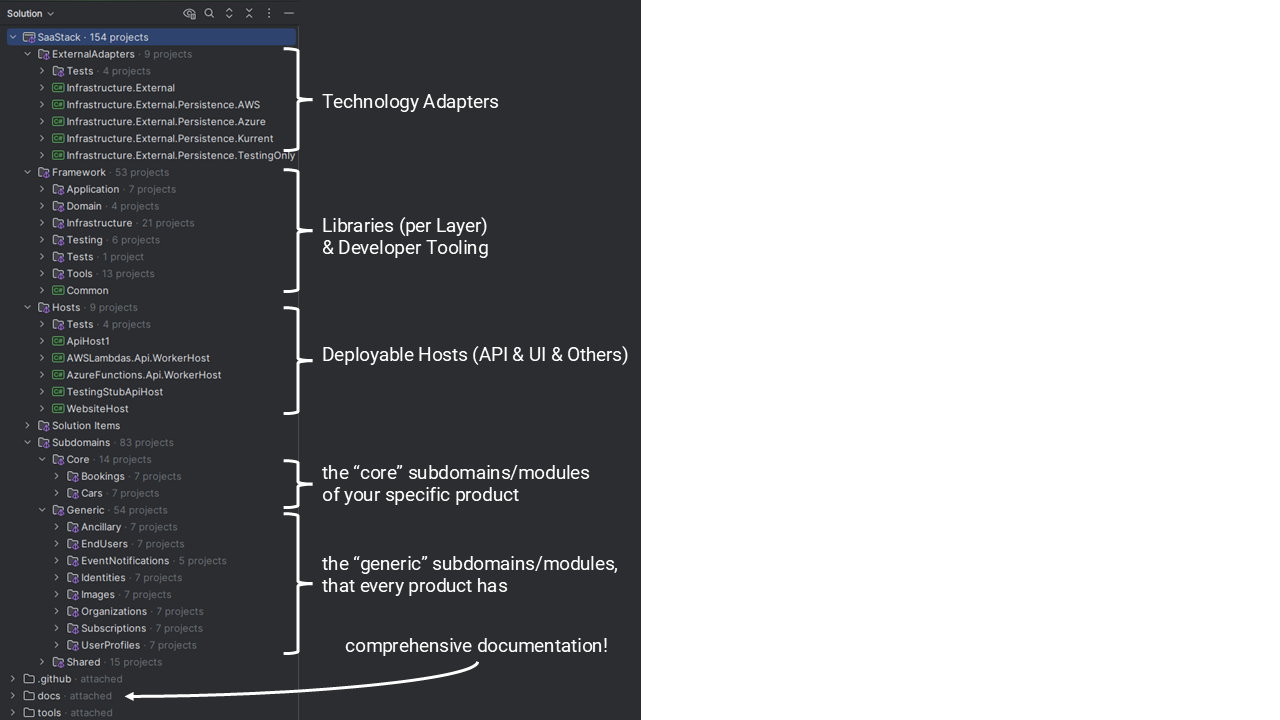 Solution
SaaStack · 154 projects
ExternalAdapters · 9 projects
Tests · 4 projects
Infrastructure.External
Infrastructure.External.Persistence.AWS
Infrastructure.External.Persistence.Azure
Infrastructure.External.Persistence.Kurrent
Infrastructure.External.Persistence.TestingOnly
Technology Adapters
Framework · 53 projects
Application · 7 projects
Domain · 4 projects
Infrastructure · 21 projects
Testing · 6 projects
Tests · 1 project
Tools · 13 projects
Common
Libraries (per Layer)
& Developer Tooling
Hosts · 9 projects
Tests · 4 projects
ApiHost1
AWSLambdas.Api.WorkerHost
AzureFunctions.Api.WorkerHost
TestingStubApiHost
WebsiteHost
Deployable Hosts (API & UI & Others)
Solution Items
Subdomains · 83 projects
Core · 14 projects
Bookings · 7 projects
Cars · 7 projects
the “core” subdomains/modules
of your specific product
Generic · 54 projects
Ancillary · 7 projects
EndUsers · 7 projects
EventNotifications · 5 projects
Identities · 7 projects
Images · 7 projects
Organizations · 7 projects
Subscriptions · 7 projects
UserProfiles · 7 projects
the “generic” subdomains/modules,
that every product has
Shared · 15 projects
.github · attached
docs · attached
tools · attached
comprehensive documentation!
C#
C#
C#
C#
C#
C#
C#
C#
C#
C#
C#